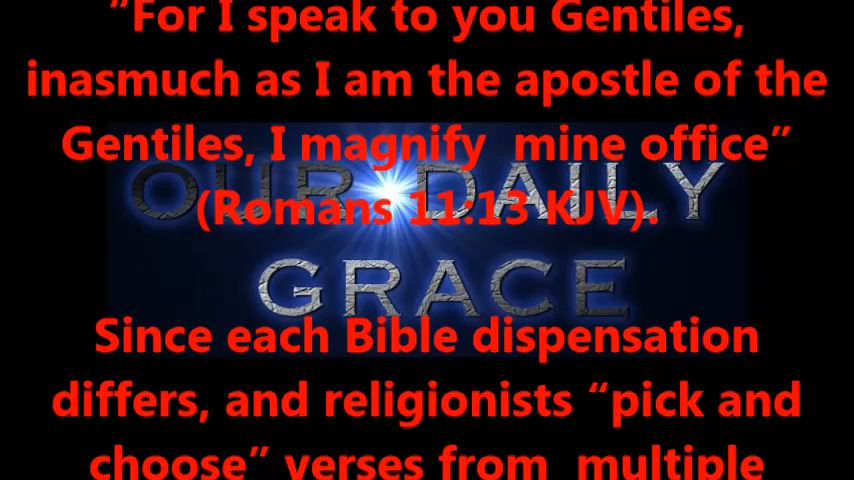 “For I speak to you Gentiles,
inasmuch as I am the apostle of the
Gentiles, I magnify  mine office”
(Romans 11:13 KJV).
OUR DAILY
GRACE
Since each Bible dispensation
differs, and religionists “pick and
choose” verses from  multiple